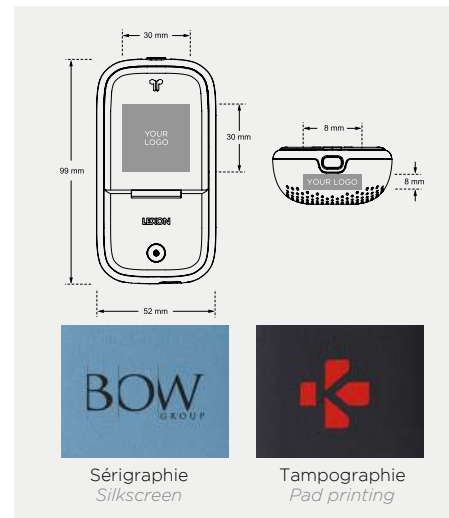 30 mm
YOUR
LOGO
30 mm
99 mm
LEXON
52 mm
8 mm
YOUR LOGO
8 mm
BOW
GROUP
K
Sérigraphie
Silkscreen
Tampographie
Pad printing